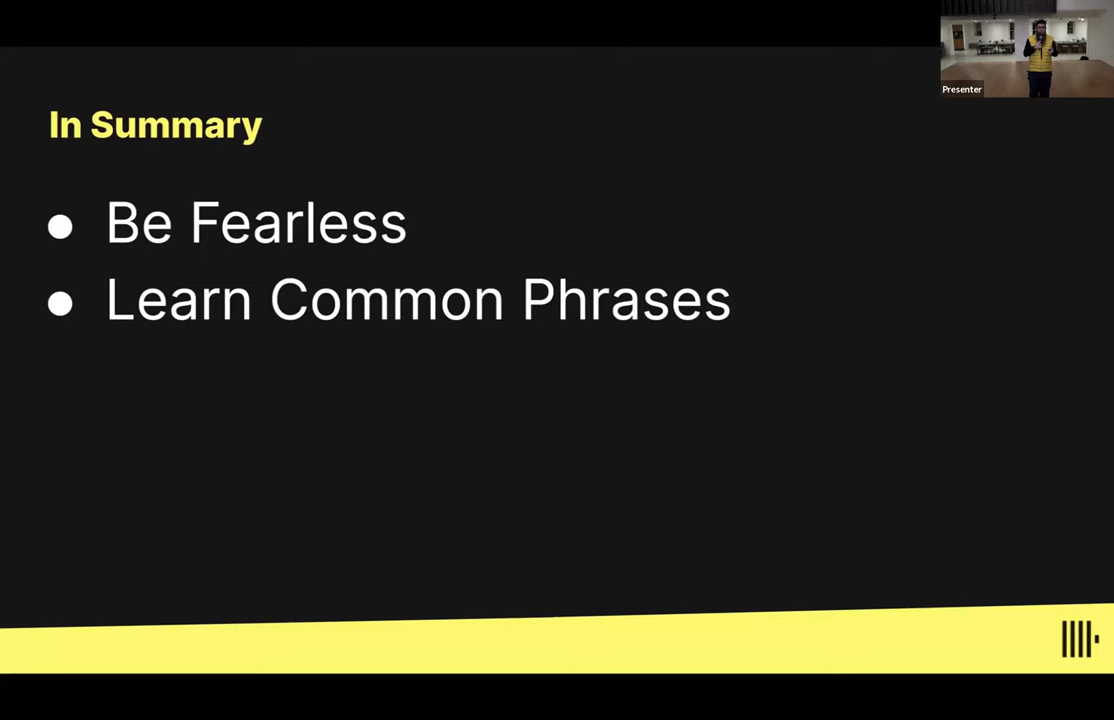 Presenter
In Summary
● Be Fearless
● Learn Common Phrases